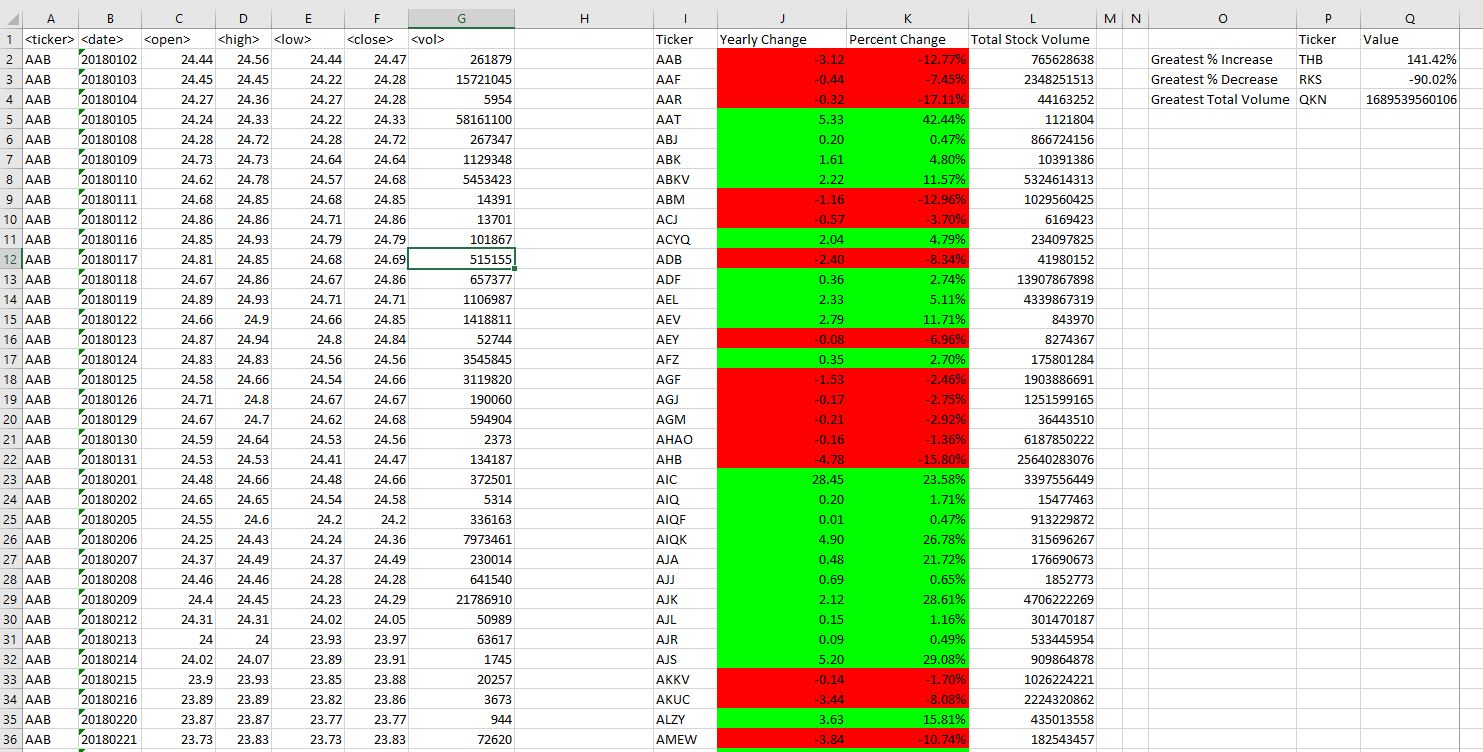 A B C D E F G H I J K L M N O P Q
1 <ticker> <date> <open> <high> <low> <close> <vol> Ticker Yearly Change Percent Change Total Stock Volume Ticker Value
2 AAB 20180102 24.44 24.56 24.44 24.47 261879 AAB -3.12 -12.77% 765628638 Greatest % Increase THB 141.42%
3 AAB 20180103 24.45 24.45 24.22 24.28 15721045 AAF -0.44 -7.45% 2348251513 Greatest % Decrease RKS -90.02%
4 AAB 20180104 24.27 24.36 24.27 24.28 5954 AAR -0.32 -17.11% 44163252 Greatest Total Volume QKN 1689539560106
5 AAB 20180105 24.24 24.33 24.22 24.33 58161100 AAT 5.33 42.44% 1121804
6 AAB 20180108 24.28 24.72 24.28 24.72 267347 ABJ 0.20 0.47% 866724156
7 AAB 20180109 24.73 24.73 24.64 24.64 1129348 ABK 1.61 4.80% 10391386
8 AAB 20180110 24.62 24.78 24.57 24.68 5453423 ABKV 2.22 11.57% 5324614313
9 AAB 20180111 24.68 24.85 24.68 24.85 14391 ABM -1.16 -12.96% 1029560425
10 AAB 20180112 24.86 24.86 24.71 24.86 13701 ACJ -0.57 -3.70% 6169423
11 AAB 20180116 24.85 24.93 24.79 24.79 101867 ACYQ 2.04 4.79% 234097825
12 AAB 20180117 24.81 24.85 24.68 24.69 515155 ADB -2.40 -8.34% 41980152
13 AAB 20180118 24.67 24.86 24.67 24.86 657377 ADF 0.36 2.74% 13907867898
14 AAB 20180119 24.89 24.93 24.71 24.71 1106987 AEL 2.33 5.11% 4339867319
15 AAB 20180122 24.66 24.9 24.66 24.85 1418811 AEV 2.79 11.71% 843970
16 AAB 20180123 24.87 24.94 24.8 24.84 52744 AEY -0.08 -6.96% 8274367
17 AAB 20180124 24.83 24.83 24.56 24.56 3545845 AFZ 0.35 2.70% 175801284
18 AAB 20180125 24.58 24.66 24.54 24.66 3119820 AGF -1.53 -2.46% 1903886691
19 AAB 20180126 24.71 24.8 24.67 24.67 190060 AGJ -0.17 -2.75% 1251599165
20 AAB 20180129 24.67 24.7 24.62 24.68 594904 AGM -0.21 -2.92% 36443510
21 AAB 20180130 24.59 24.64 24.53 24.56 2373 AHAO -0.16 -1.36% 6187850222
22 AAB 20180131 24.53 24.53 24.41 24.47 134187 AHB -4.78 -15.80% 25640283076
23 AAB 20180201 24.48 24.66 24.48 24.66 372501 AIC 28.45 23.58% 3397556449
24 AAB 20180202 24.65 24.65 24.54 24.58 5314 AIQ 0.20 1.71% 15477463
25 AAB 20180205 24.55 24.6 24.2 24.2 336163 AIQF 0.01 0.47% 913229872
26 AAB 20180206 24.25 24.43 24.24 24.36 7973461 AIQK 4.90 26.78% 315696267
27 AAB 20180207 24.37 24.49 24.37 24.49 230014 AJA 0.48 21.72% 176690673
28 AAB 20180208 24.46 24.46 24.28 24.28 641540 AJJ 0.69 0.65% 1852773
29 AAB 20180209 24.4 24.45 24.23 24.29 21786910 AJK 2.12 28.61% 4706222269
30 AAB 20180212 24.31 24.31 24.02 24.05 50989 AJL 0.15 1.16% 301470187
31 AAB 20180213 24 24 23.93 23.97 63617 AJR 0.09 0.49% 533445954
32 AAB 20180214 24.02 24.07 23.89 23.91 1745 AJS 5.20 29.08% 909864878
33 AAB 20180215 23.9 23.93 23.85 23.88 20257 AKKV -0.14 -1.70% 1026224221
34 AAB 20180216 23.89 23.89 23.82 23.86 3673 AKUC -3.44 -8.08% 2224320862
35 AAB 20180220 23.87 23.87 23.77 23.77 944 ALZY 3.63 15.81% 435013558
36 AAB 20180221 23.73 23.83 23.73 23.83 72620 AMEW -3.84 -10.74% 182543457